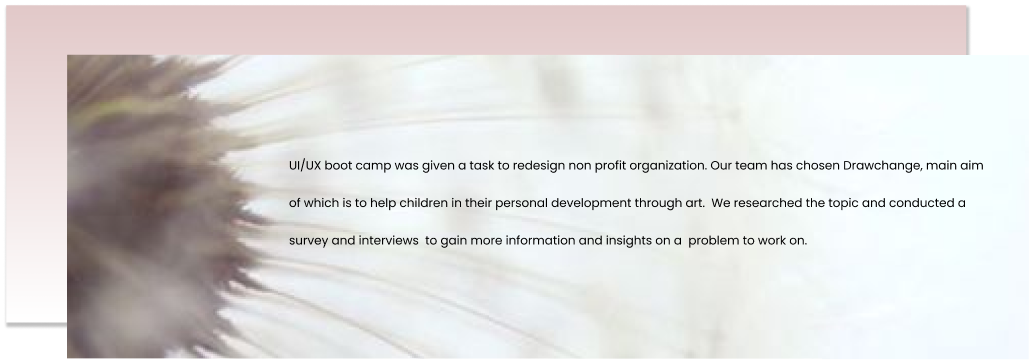 UI/UX boot camp was given a task to redesign non profit organization. Our team has chosen Drawchange, main aim
of which is to help children in their personal development through art.  We researched the topic and conducted a
survey and interviews  to gain more information and insights on a  problem to work on.